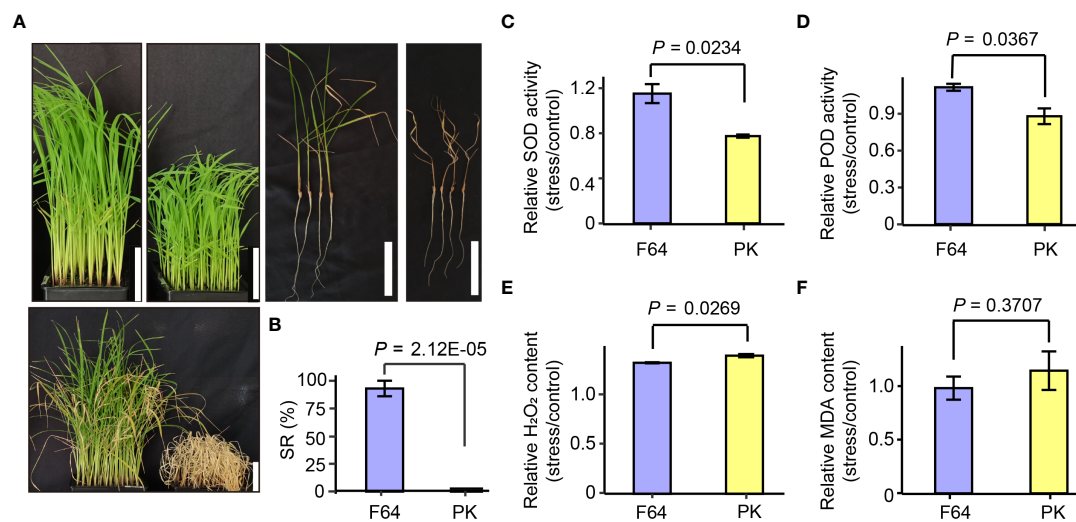 A
B
P = 2.12E-05
SR (%)
100
75
50
25
0
F64 PK
C
P = 0.0234
Relative SOD activity
(stress/control)
1.2
0.8
0.4
0
F64 PK
D
P = 0.0367
Relative POD activity
(stress/control)
0.9
0.6
0.3
0
F64 PK
E
P = 0.0269
Relative H₂O₂ content
(stress/control)
1.0
0.5
0
F64 PK
F
P = 0.3707
Relative MDA content
(stress/control)
1.0
0.5
0
F64 PK